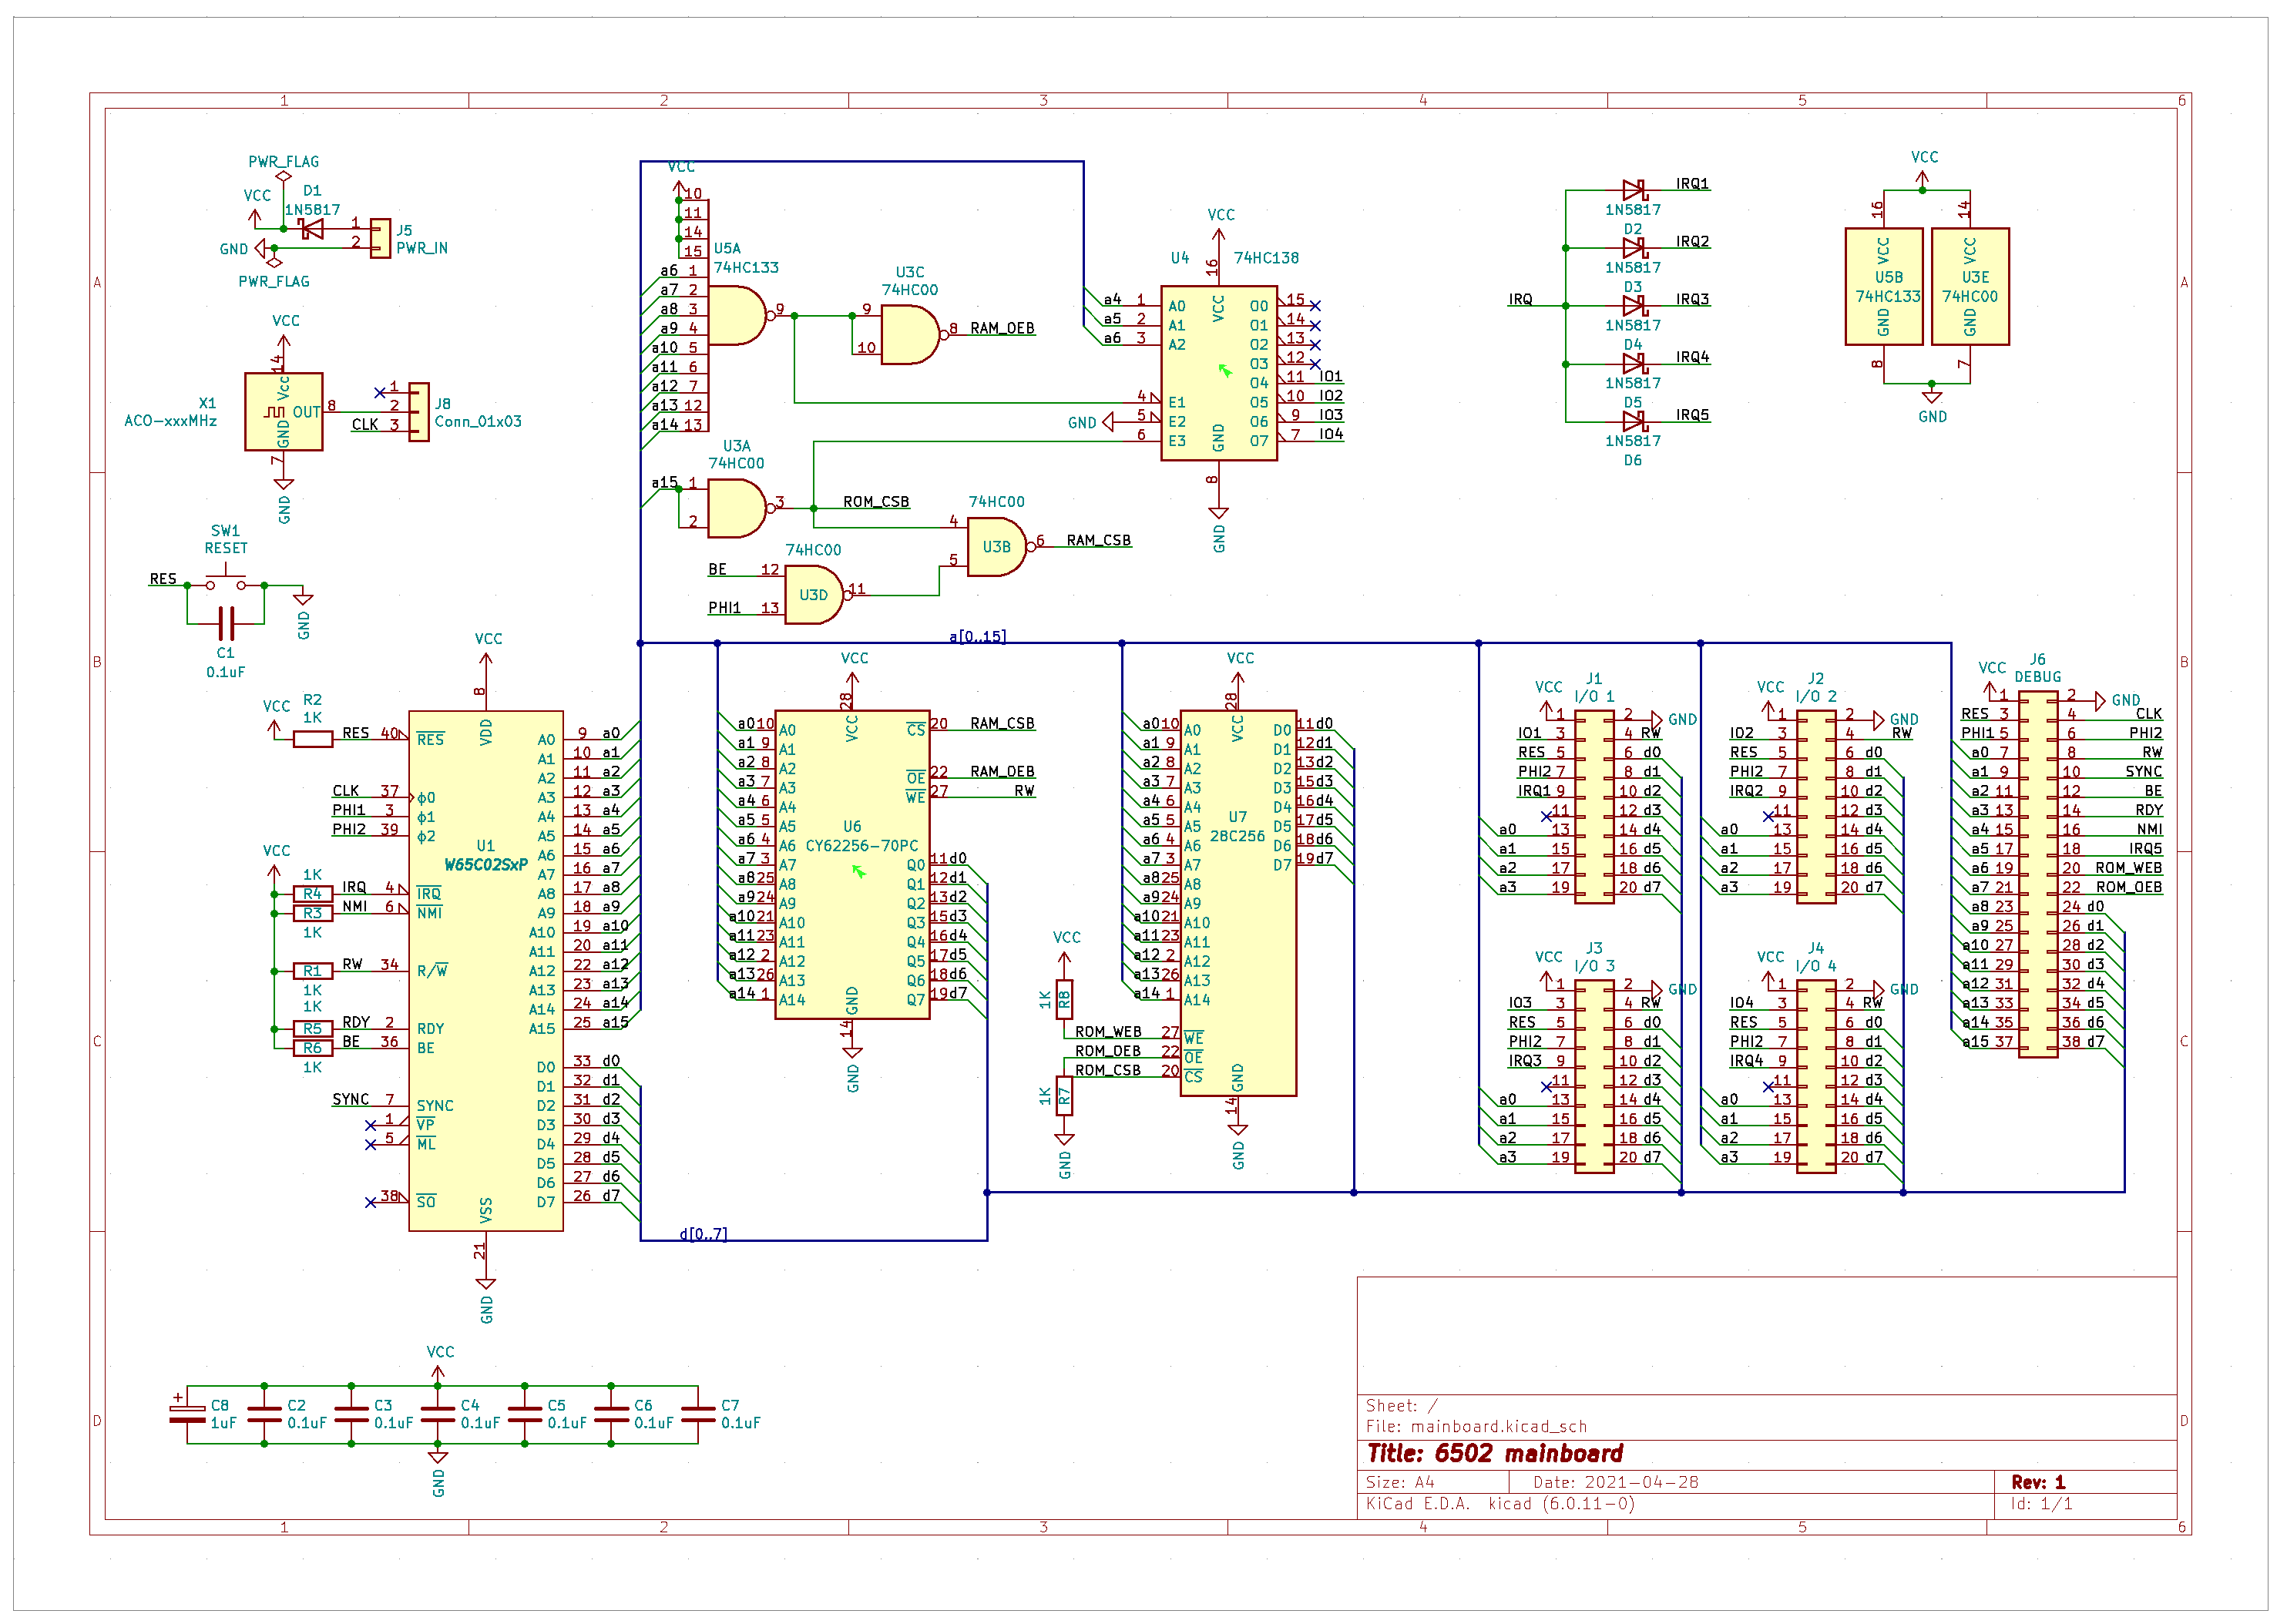 1 2 3 4 5 6
A
B
C
D
PWR_FLAG
VCC
D1
1N5817
1
2
J5
PWR_IN
GND
PWR_FLAG
VCC
14
Vcc
X1
ACO-xxxMHz
OUT
8
GND
7
GND
1
2
3
CLK
J8
Conn_01x03
SW1
RESET
RES
GND
C1
0.1uF
VCC
10
11
14
15
U5A
74HC133
a6 1
a7 2
a8 3
a9 4
a10 5
a11 6
a12 7
a13 12
a14 13
9
U3C
74HC00
9
10
8
RAM_OEB
U3A
74HC00
a15 1
2
3
ROM_CSB
74HC00
4
5
U3B
6
RAM_CSB
74HC00
BE 12
PHI1 13
U3D
11
VCC
U4
74HC138
16
VCC
a4 1 A0
a5 2 A1
a6 3 A2
4 E1
GND 5 E2
6 E3
O0 15
O1 14
O2 13
O3 12
O4 11 IO1
O5 10 IO2
O6 9 IO3
O7 7 IO4
GND
8
GND
IRQ
IRQ1
1N5817
D2
IRQ2
1N5817
D3
IRQ3
1N5817
D4
IRQ4
1N5817
D5
IRQ5
1N5817
D6
VCC
16
14
VCC
VCC
U5B
74HC133
U3E
74HC00
GND
GND
8
7
GND
a[0..15]
VCC
8
VDD
U1
W65C02SxP
VCC
R2
1K
RES 40 RES
CLK 37 ϕ0
PHI1 3 ϕ1
PHI2 39 ϕ2
VCC
1K
R4 IRQ 4 IRQ
R3 NMI 6 NMI
1K
R1 RW 34 R/W
1K
1K
R5 RDY 2 RDY
R6 BE 36 BE
1K
SYNC 7 SYNC
1 VP
5 ML
38 SO
A0 9 a0
A1 10 a1
A2 11 a2
A3 12 a3
A4 13 a4
A5 14 a5
A6 15 a6
A7 16 a7
A8 17 a8
A9 18 a9
A10 19 a10
A11 20 a11
A12 22 a12
A13 23 a13
A14 24 a14
A15 25 a15
D0 33 d0
D1 32 d1
D2 31 d2
D3 30 d3
D4 29 d4
D5 28 d5
D6 27 d6
D7 26 d7
VSS
21
GND
d[0..7]
VCC
28
VCC
a0 10 A0
a1 9 A1
a2 8 A2
a3 7 A3
a4 6 A4
a5 5 A5
a6 4 A6
a7 3 A7
a8 25 A8
a9 24 A9
a10 21 A10
a11 23 A11
a12 2 A12
a13 26 A13
a14 1 A14
U6
CY62256-70PC
CS 20 RAM_CSB
OE 22 RAM_OEB
WE 27 RW
Q0 11 d0
Q1 12 d1
Q2 13 d2
Q3 15 d3
Q4 16 d4
Q5 17 d5
Q6 18 d6
Q7 19 d7
GND
14
GND
VCC
28
VCC
a0 10 A0
a1 9 A1
a2 8 A2
a3 7 A3
a4 6 A4
a5 5 A5
a6 4 A6
a7 3 A7
a8 25 A8
a9 24 A9
a10 21 A10
a11 23 A11
a12 2 A12
a13 26 A13
a14 1 A14
U7
28C256
D0 11 d0
D1 12 d1
D2 13 d2
D3 15 d3
D4 16 d4
D5 17 d5
D6 18 d6
D7 19 d7
VCC
1K
R8
ROM_WEB 27 WE
ROM_OEB 22 OE
ROM_CSB 20 CS
1K
R7
GND
GND
14
GND
J1
I/O 1
VCC 1 2 GND
IO1 3 4 RW
RES 5 6 d0
PHI2 7 8 d1
IRQ1 9 10 d2
11 12 d3
a0 13 14 d4
a1 15 16 d5
a2 17 18 d6
a3 19 20 d7
J2
I/O 2
VCC 1 2 GND
IO2 3 4 RW
RES 5 6 d0
PHI2 7 8 d1
IRQ2 9 10 d2
11 12 d3
a0 13 14 d4
a1 15 16 d5
a2 17 18 d6
a3 19 20 d7
J3
I/O 3
VCC 1 2 GND
IO3 3 4 RW
RES 5 6 d0
PHI2 7 8 d1
IRQ3 9 10 d2
11 12 d3
a0 13 14 d4
a1 15 16 d5
a2 17 18 d6
a3 19 20 d7
J4
I/O 4
VCC 1 2 GND
IO4 3 4 RW
RES 5 6 d0
PHI2 7 8 d1
IRQ4 9 10 d2
11 12 d3
a0 13 14 d4
a1 15 16 d5
a2 17 18 d6
a3 19 20 d7
J6
DEBUG
VCC 1 2 GND
RES 3 4 CLK
PHI1 5 6 PHI2
a0 7 8 RW
a1 9 10 SYNC
a2 11 12 BE
a3 13 14 RDY
a4 15 16 NMI
a5 17 18 IRQ5
a6 19 20 ROM_WEB
a7 21 22 ROM_OEB
a8 23 24 d0
a9 25 26 d1
a10 27 28 d2
a11 29 30 d3
a12 31 32 d4
a13 33 34 d5
a14 35 36 d6
a15 37 38 d7
VCC
+
C8
1uF
C2
0.1uF
C3
0.1uF
C4
0.1uF
C5
0.1uF
C6
0.1uF
C7
0.1uF
GND
Sheet: /
File: mainboard.kicad_sch
Title: 6502 mainboard
Size: A4 Date: 2021-04-28 Rev: 1
KiCad E.D.A. kicad (6.0.11-0) Id: 1/1
A
B
C
D
1 2 3 4 5 6